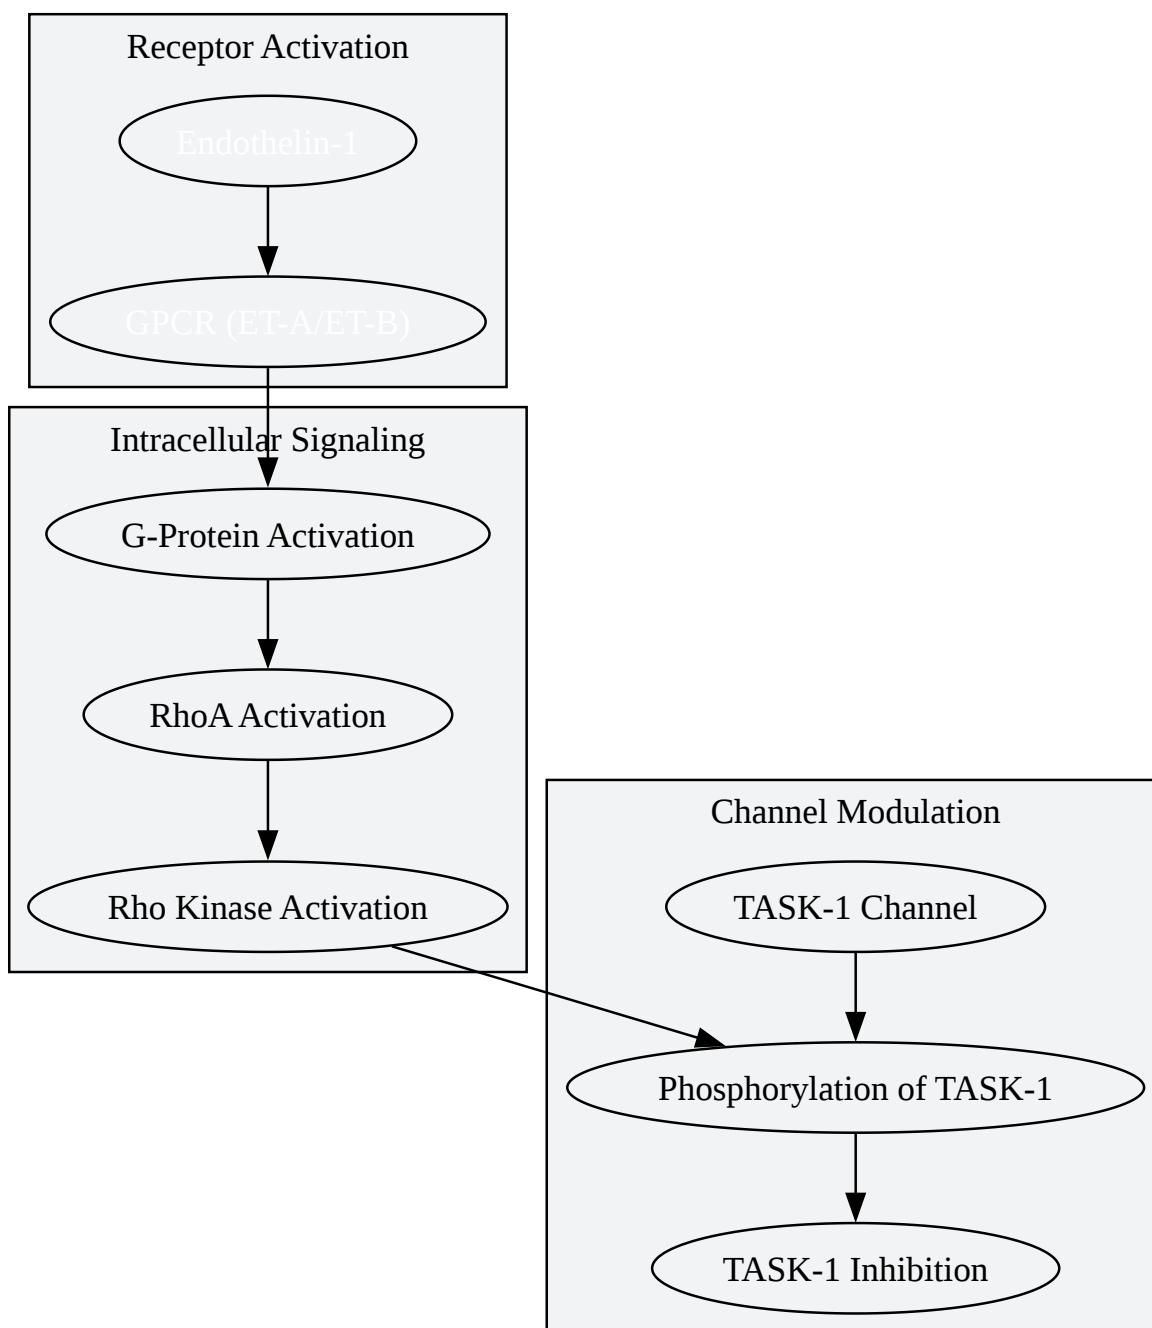 Receptor Activation
Endothelin-1
GPCR (ET-A/ET-B)
Intracellular Signaling
G-Protein Activation
RhoA Activation
Rho Kinase Activation
Channel Modulation
TASK-1 Channel
Phosphorylation of TASK-1
TASK-1 Inhibition